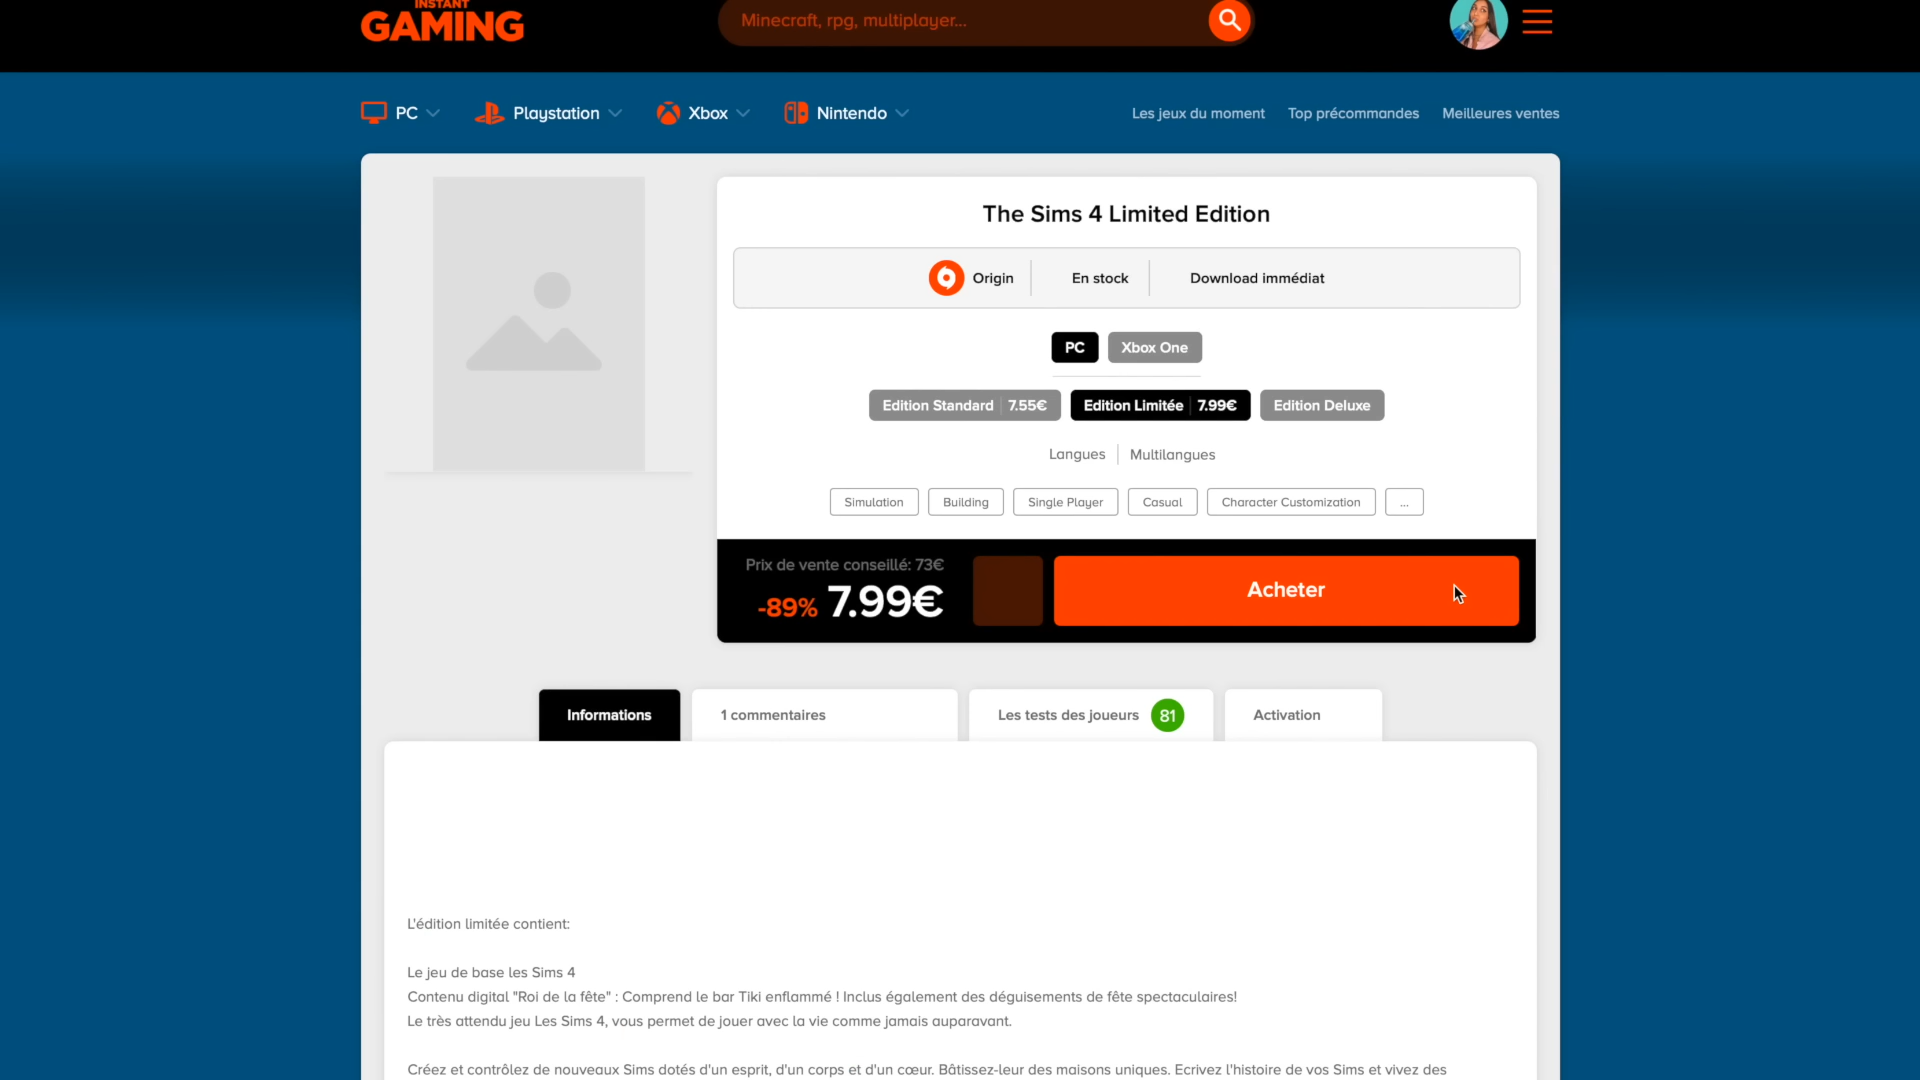 INSTANT
GAMING
Minecraft, rpg, multiplayer...
PC
Playstation
Xbox
Nintendo
Les jeux du moment
Top précommandes
Meilleures ventes
The Sims 4 Limited Edition
Origin
En stock
Download immédiat
PC
Xbox One
Edition Standard 7.55€
Edition Limitée 7.99€
Edition Deluxe
Langues
Multilangues
Simulation
Building
Single Player
Casual
Character Customization
...
Prix de vente conseillé: 73€
-89% 7.99€
Acheter
Informations
1 commentaires
Les tests des joueurs 81
Activation
L'édition limitée contient:
Le jeu de base les Sims 4
Contenu digital "Roi de la fête" : Comprend le bar Tiki enflammé ! Inclus également des déguisements de fête spectaculaires!
Le très attendu jeu Les Sims 4, vous permet de jouer avec la vie comme jamais auparavant.
Créez et contrôlez de nouveaux Sims dotés d'un esprit, d'un corps et d'un cœur. Bâtissez-leur des maisons uniques. Ecrivez l'histoire de vos Sims et vivez des